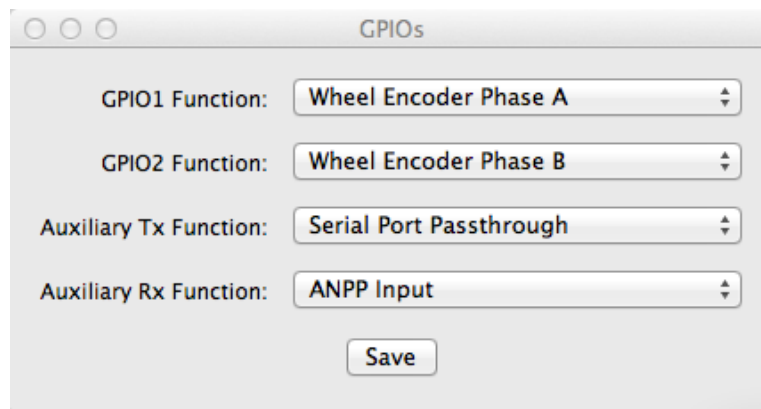 GPIOs
GPIO1 Function: Wheel Encoder Phase A
GPIO2 Function: Wheel Encoder Phase B
Auxiliary Tx Function: Serial Port Passthrough
Auxiliary Rx Function: ANPP Input
Save